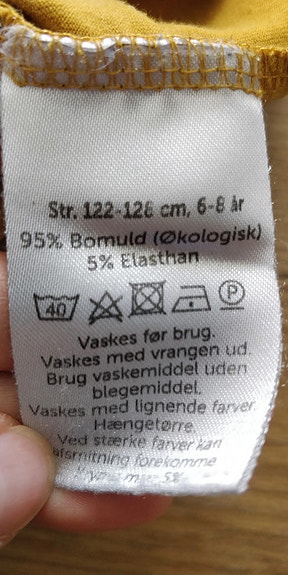 Str. 122-128 cm, 6-8 år
95% Bomuld (Økologisk)
5% Elasthan
40 P
Vaskes før brug.
Vaskes med vrangen ud.
Brug vaskemiddel uden
blegemiddel.
Vaskes med lignende farver.
Hængetørre.
Ved stærke farver kan
afsmitning forekomme
5%